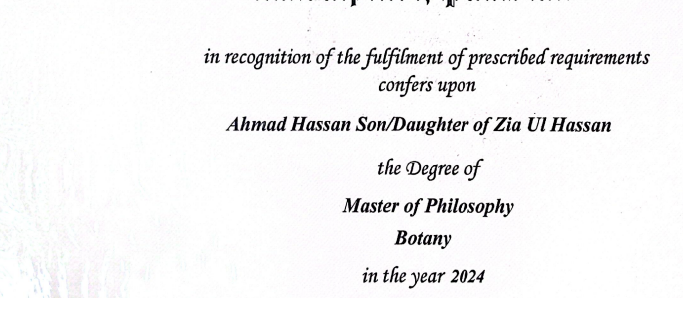 in recognition of the fulfilment of prescribed requirements
confers upon
Ahmad Hassan Son/Daughter of Zia Ul Hassan
the Degree of
Master of Philosophy
Botany
in the year 2024